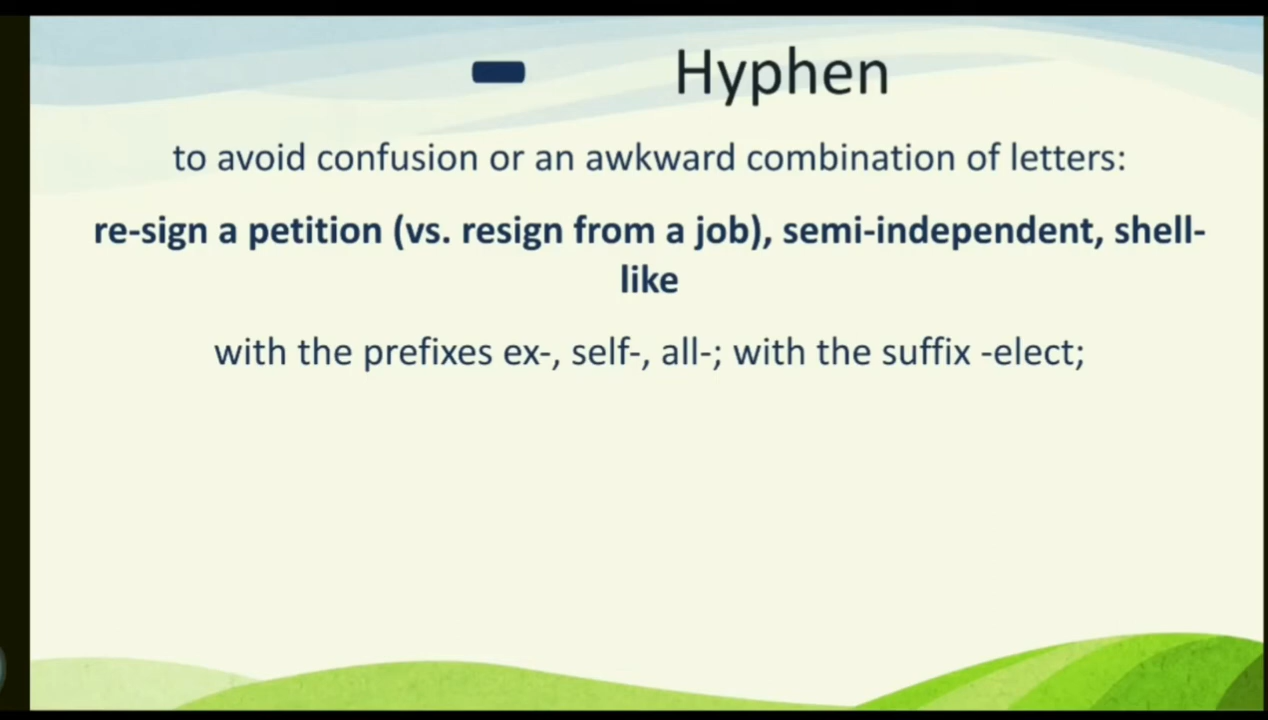 - Hyphen
to avoid confusion or an awkward combination of letters:
re-sign a petition (vs. resign from a job), semi-independent, shell-
like
with the prefixes ex-, self-, all-; with the suffix -elect;